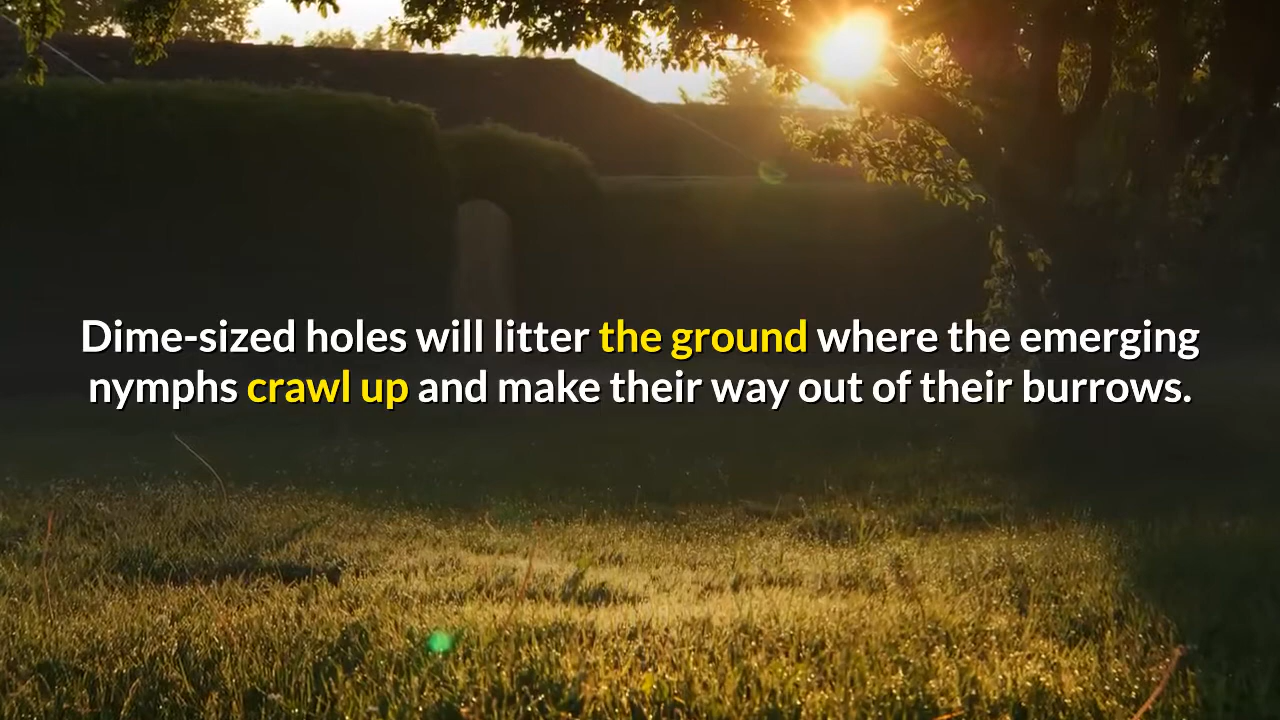 Dime-sized holes will litter the ground where the emerging
nymphs crawl up and make their way out of their burrows.